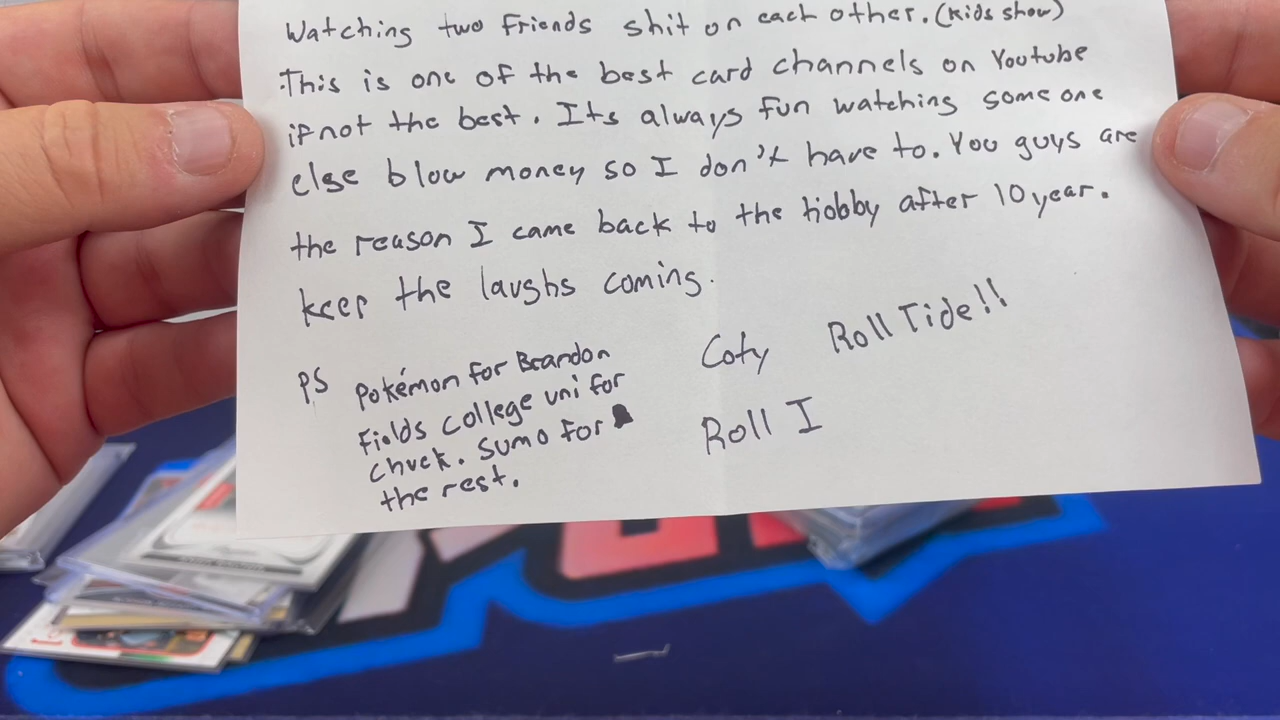 Watching two friends shit on each other. (kids show)
This is one of the best card channels on Youtube
if not the best. Its always fun watching some one
else blow money so I don't have to. You guys are
the reason I came back to the hobby after 10 year.
keep the laughs coming.
Coty Roll Tide!!
Roll I
PS Pokémon for Brandon
Fields college uni for
chuck. Sumo for
the rest.